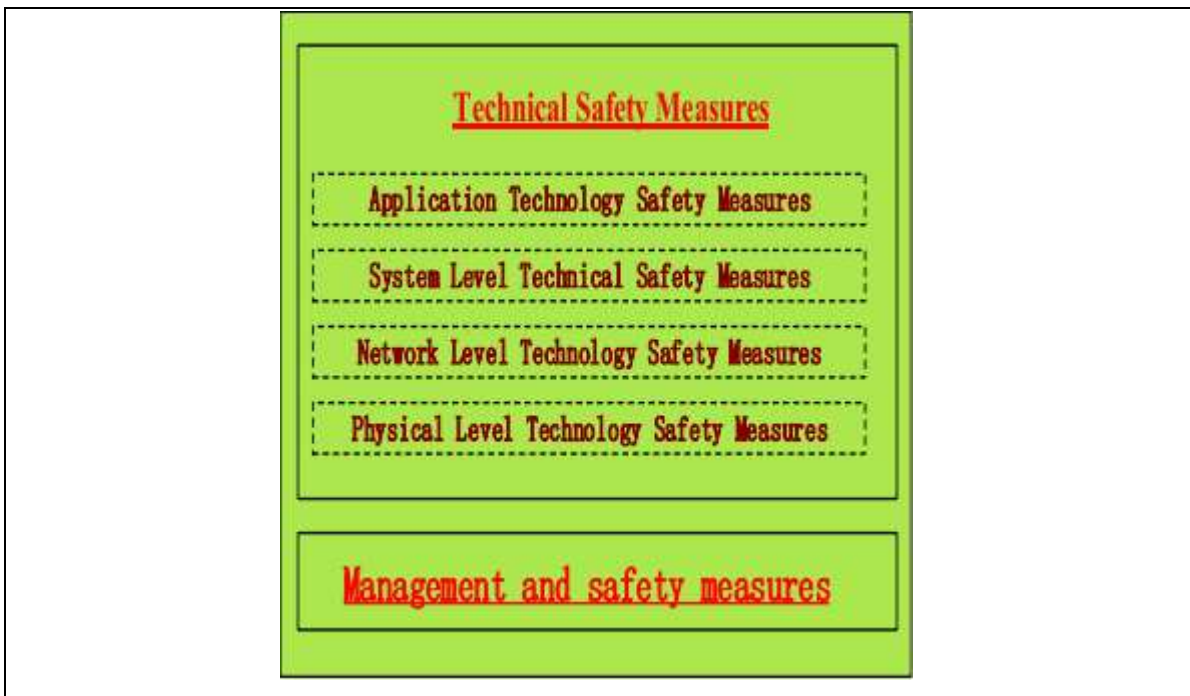 Technical Safety Measures
Application Technology Safety Measures
System Level Technical Safety Measures
Network Level Technology Safety Measures
Physical Level Technology Safety Measures
Management and safety measures